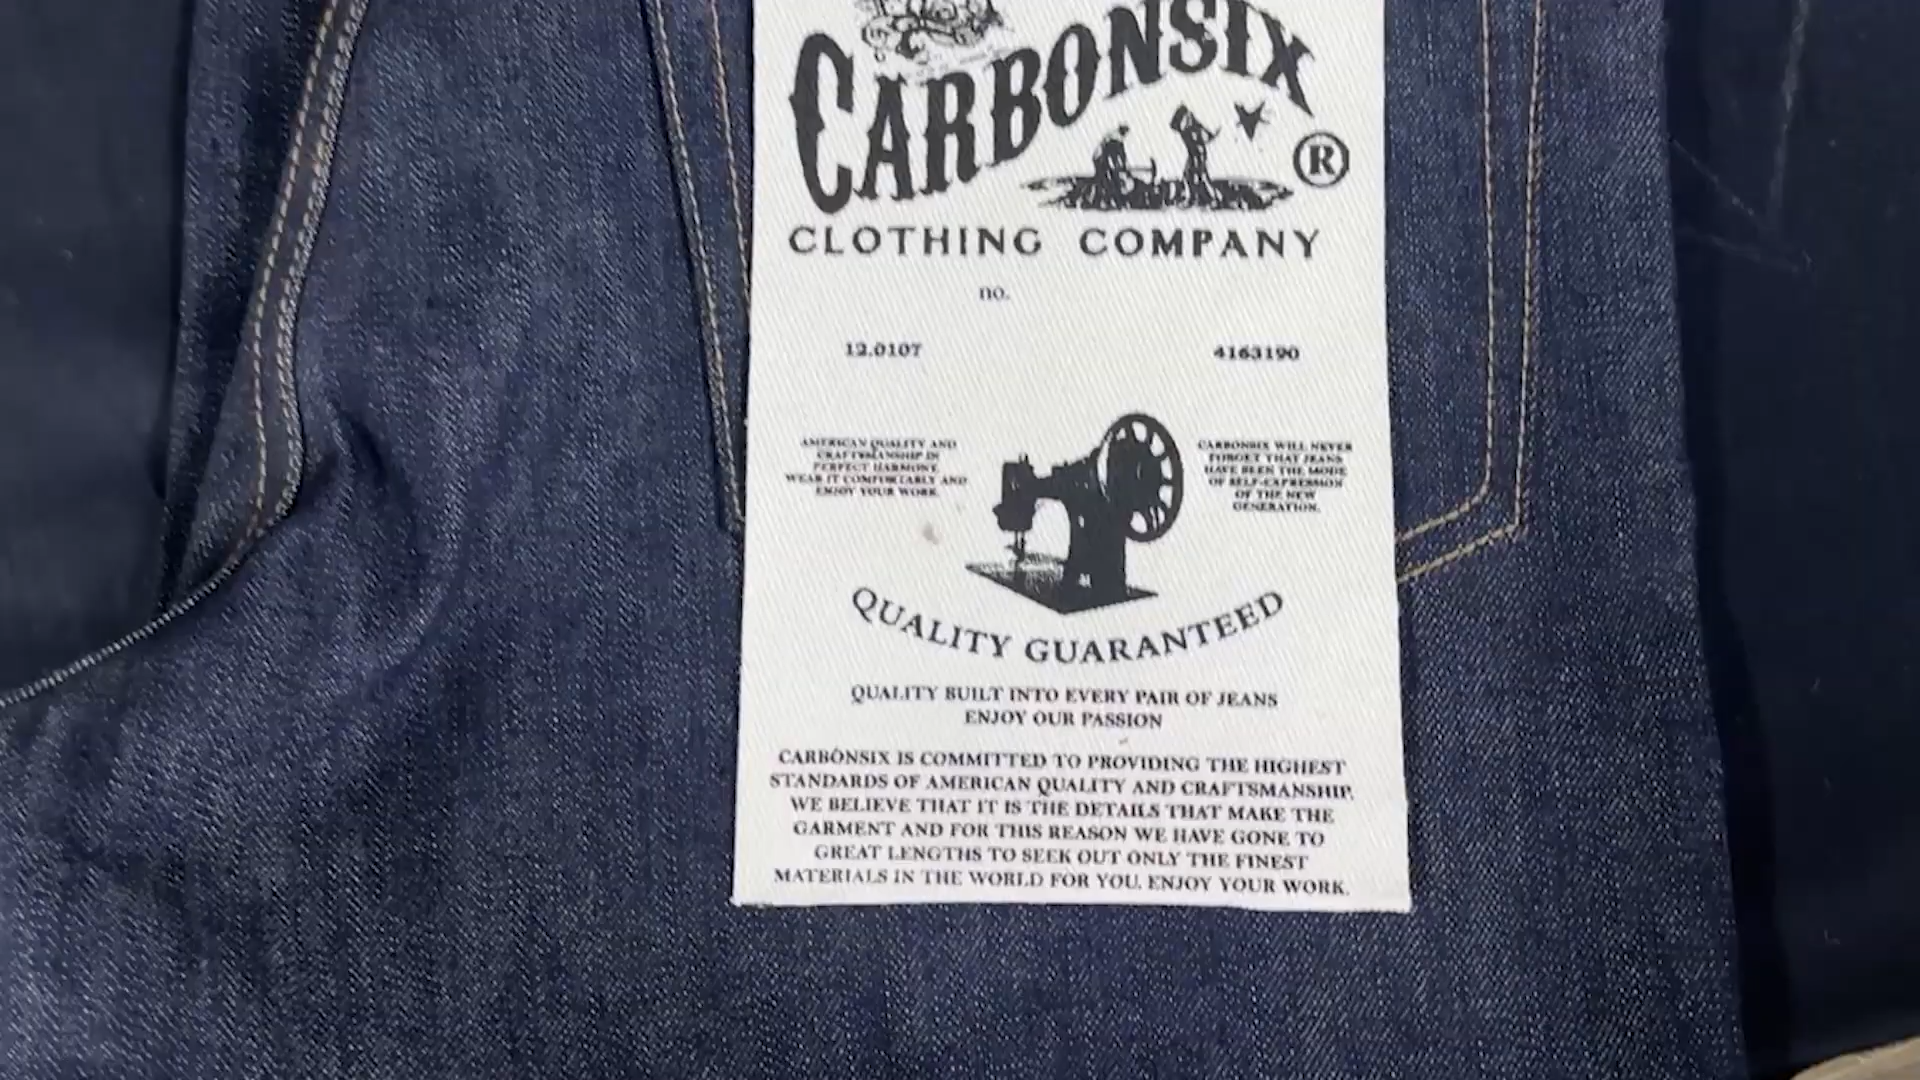 CARBONSIX
®
CLOTHING COMPANY
no.
12.0107
4163190
AMERICAN QUALITY AND
CRAFTSMANSHIP IN
PERFECT HARMONY.
WEAR IT COMFORTABLY AND
ENJOY YOUR WORK.
CARBONSIX WILL NEVER
FORGET THAT JEANS
HAVE BEEN THE MODE
OF SELF-EXPRESSION
OF THE NEW
GENERATION.
QUALITY GUARANTEED
QUALITY BUILT INTO EVERY PAIR OF JEANS
ENJOY OUR PASSION
CARBONSIX IS COMMITTED TO PROVIDING THE HIGHEST
STANDARDS OF AMERICAN QUALITY AND CRAFTSMANSHIP.
WE BELIEVE THAT IT IS THE DETAILS THAT MAKE THE
GARMENT AND FOR THIS REASON WE HAVE GONE TO
GREAT LENGTHS TO SEEK OUT ONLY THE FINEST
MATERIALS IN THE WORLD FOR YOU. ENJOY YOUR WORK.